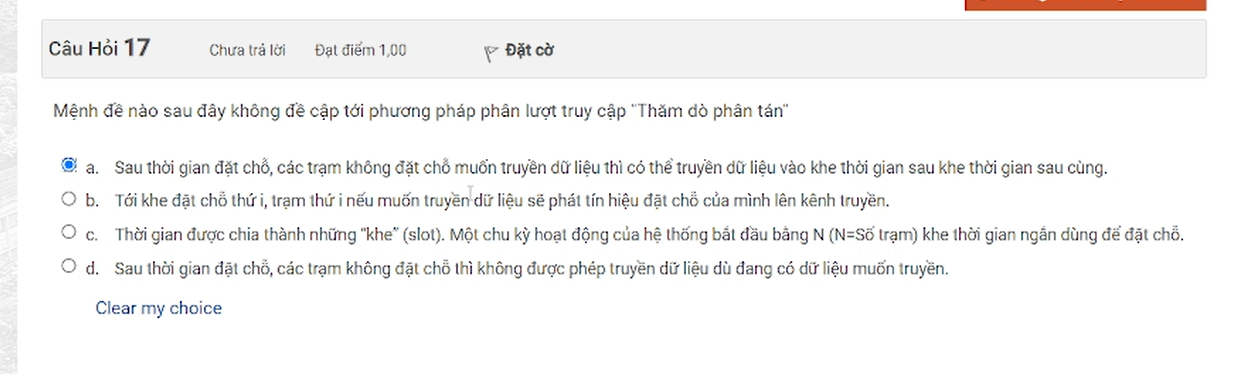 Câu Hỏi 17 Chưa trả lời Đạt điểm 1,00 Đặt cờ
Mệnh đề nào sau đây không đề cập tới phương pháp phân lượt truy cập "Thăm dò phân tán"
a. Sau thời gian đặt chỗ, các trạm không đặt chỗ muốn truyền dữ liệu thì có thể truyền dữ liệu vào khe thời gian sau khe thời gian sau cùng.
b. Tới khe đặt chỗ thứ i, trạm thứ i nếu muốn truyền dữ liệu sẽ phát tín hiệu đặt chỗ của mình lên kênh truyền.
c. Thời gian được chia thành những "khe" (slot). Một chu kỳ hoạt động của hệ thống bắt đầu bằng N (N=Số trạm) khe thời gian ngắn dùng để đặt chỗ.
d. Sau thời gian đặt chỗ, các trạm không đặt chỗ thì không được phép truyền dữ liệu dù đang có dữ liệu muốn truyền.
Clear my choice